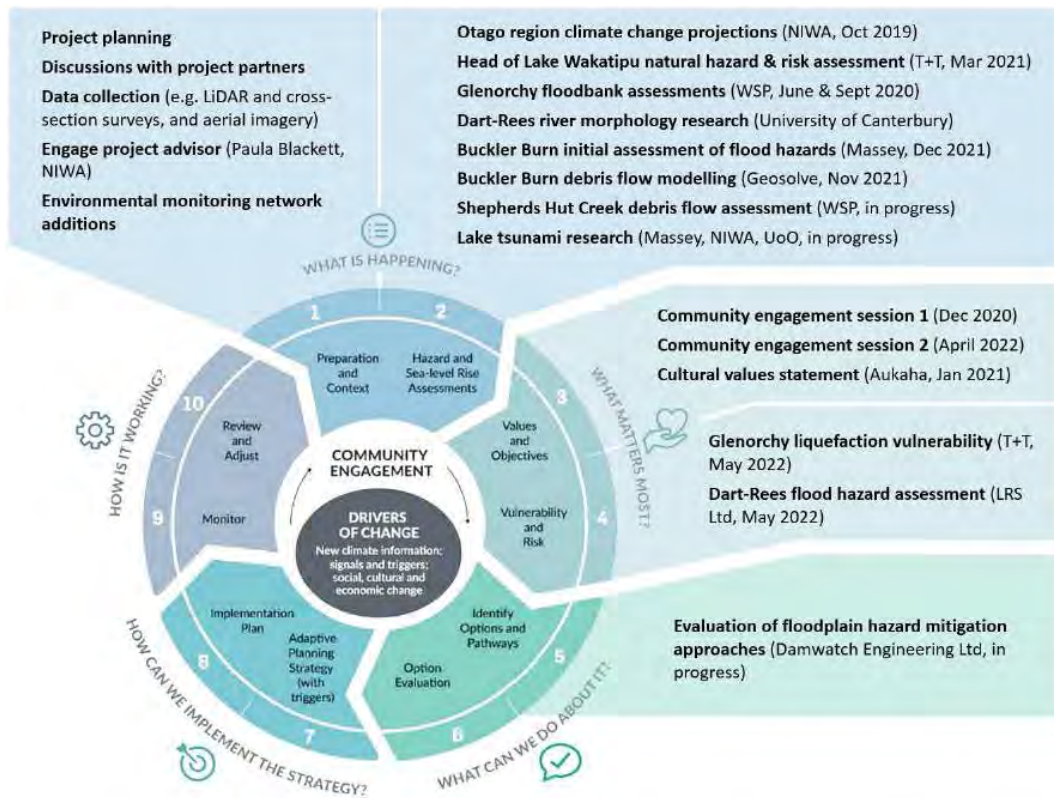 Project planning
Discussions with project partners
Data collection (e.g. LiDAR and cross-
section surveys, and aerial imagery)
Engage project advisor (Paula Blackett,
NIWA)
Environmental monitoring network
additions
Otago region climate change projections (NIWA, Oct 2019)
Head of Lake Wakatipu natural hazard & risk assessment (T+T, Mar 2021)
Glenorchy floodbank assessments (WSP, June & Sept 2020)
Dart-Rees river morphology research (University of Canterbury)
Buckler Burn initial assessment of flood hazards (Massey, Dec 2021)
Buckler Burn debris flow modelling (Geosolve, Nov 2021)
Shepherds Hut Creek debris flow assessment (WSP, in progress)
Lake tsunami research (Massey, NIWA, UoO, in progress)
WHAT IS HAPPENING?
1
2
Preparation
and
Context
Hazard and
Sea-level Rise
Assessments
Community engagement session 1 (Dec 2020)
Community engagement session 2 (April 2022)
Cultural values statement (Aukaha, Jan 2021)
WHAT MATTERS MOST?
3
Values
and
Objectives
4
Vulnerability
and
Risk
Glenorchy liquefaction vulnerability (T+T,
May 2022)
Dart-Rees flood hazard assessment (LRS
Ltd, May 2022)
Evaluation of floodplain hazard mitigation
approaches (Damwatch Engineering Ltd, in
progress)
WHAT CAN WE DO ABOUT IT?
5
Identify
Options and
Pathways
6
Option
Evaluation
HOW CAN WE IMPLEMENT THE STRATEGY?
7
Adaptive
Planning
Strategy
(with
triggers)
8
Implementation
Plan
HOW IS IT WORKING?
9
Monitor
10
Review
and
Adjust
COMMUNITY
ENGAGEMENT
DRIVERS
OF CHANGE
New climate information;
signals and triggers;
social, cultural and
economic change